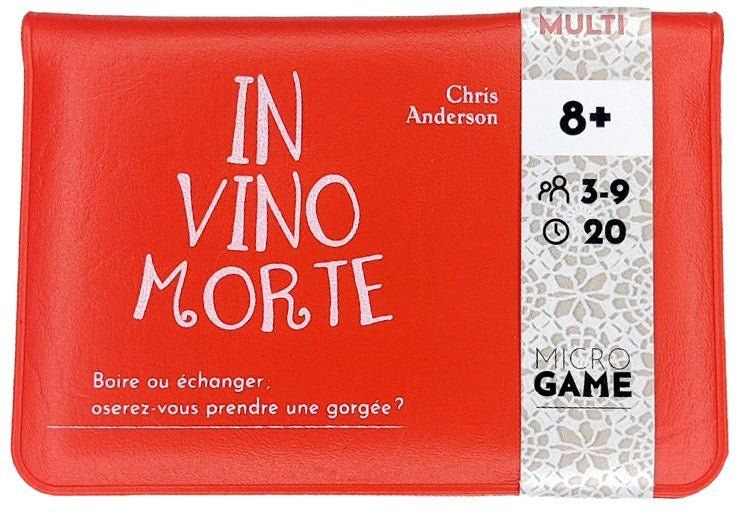 IN
VINO
MORTE
Chris
Anderson
Boire ou échanger;
oserez-vous prendre une gorgée?
MULTI
8+
3-9
20
MICRO
GAME